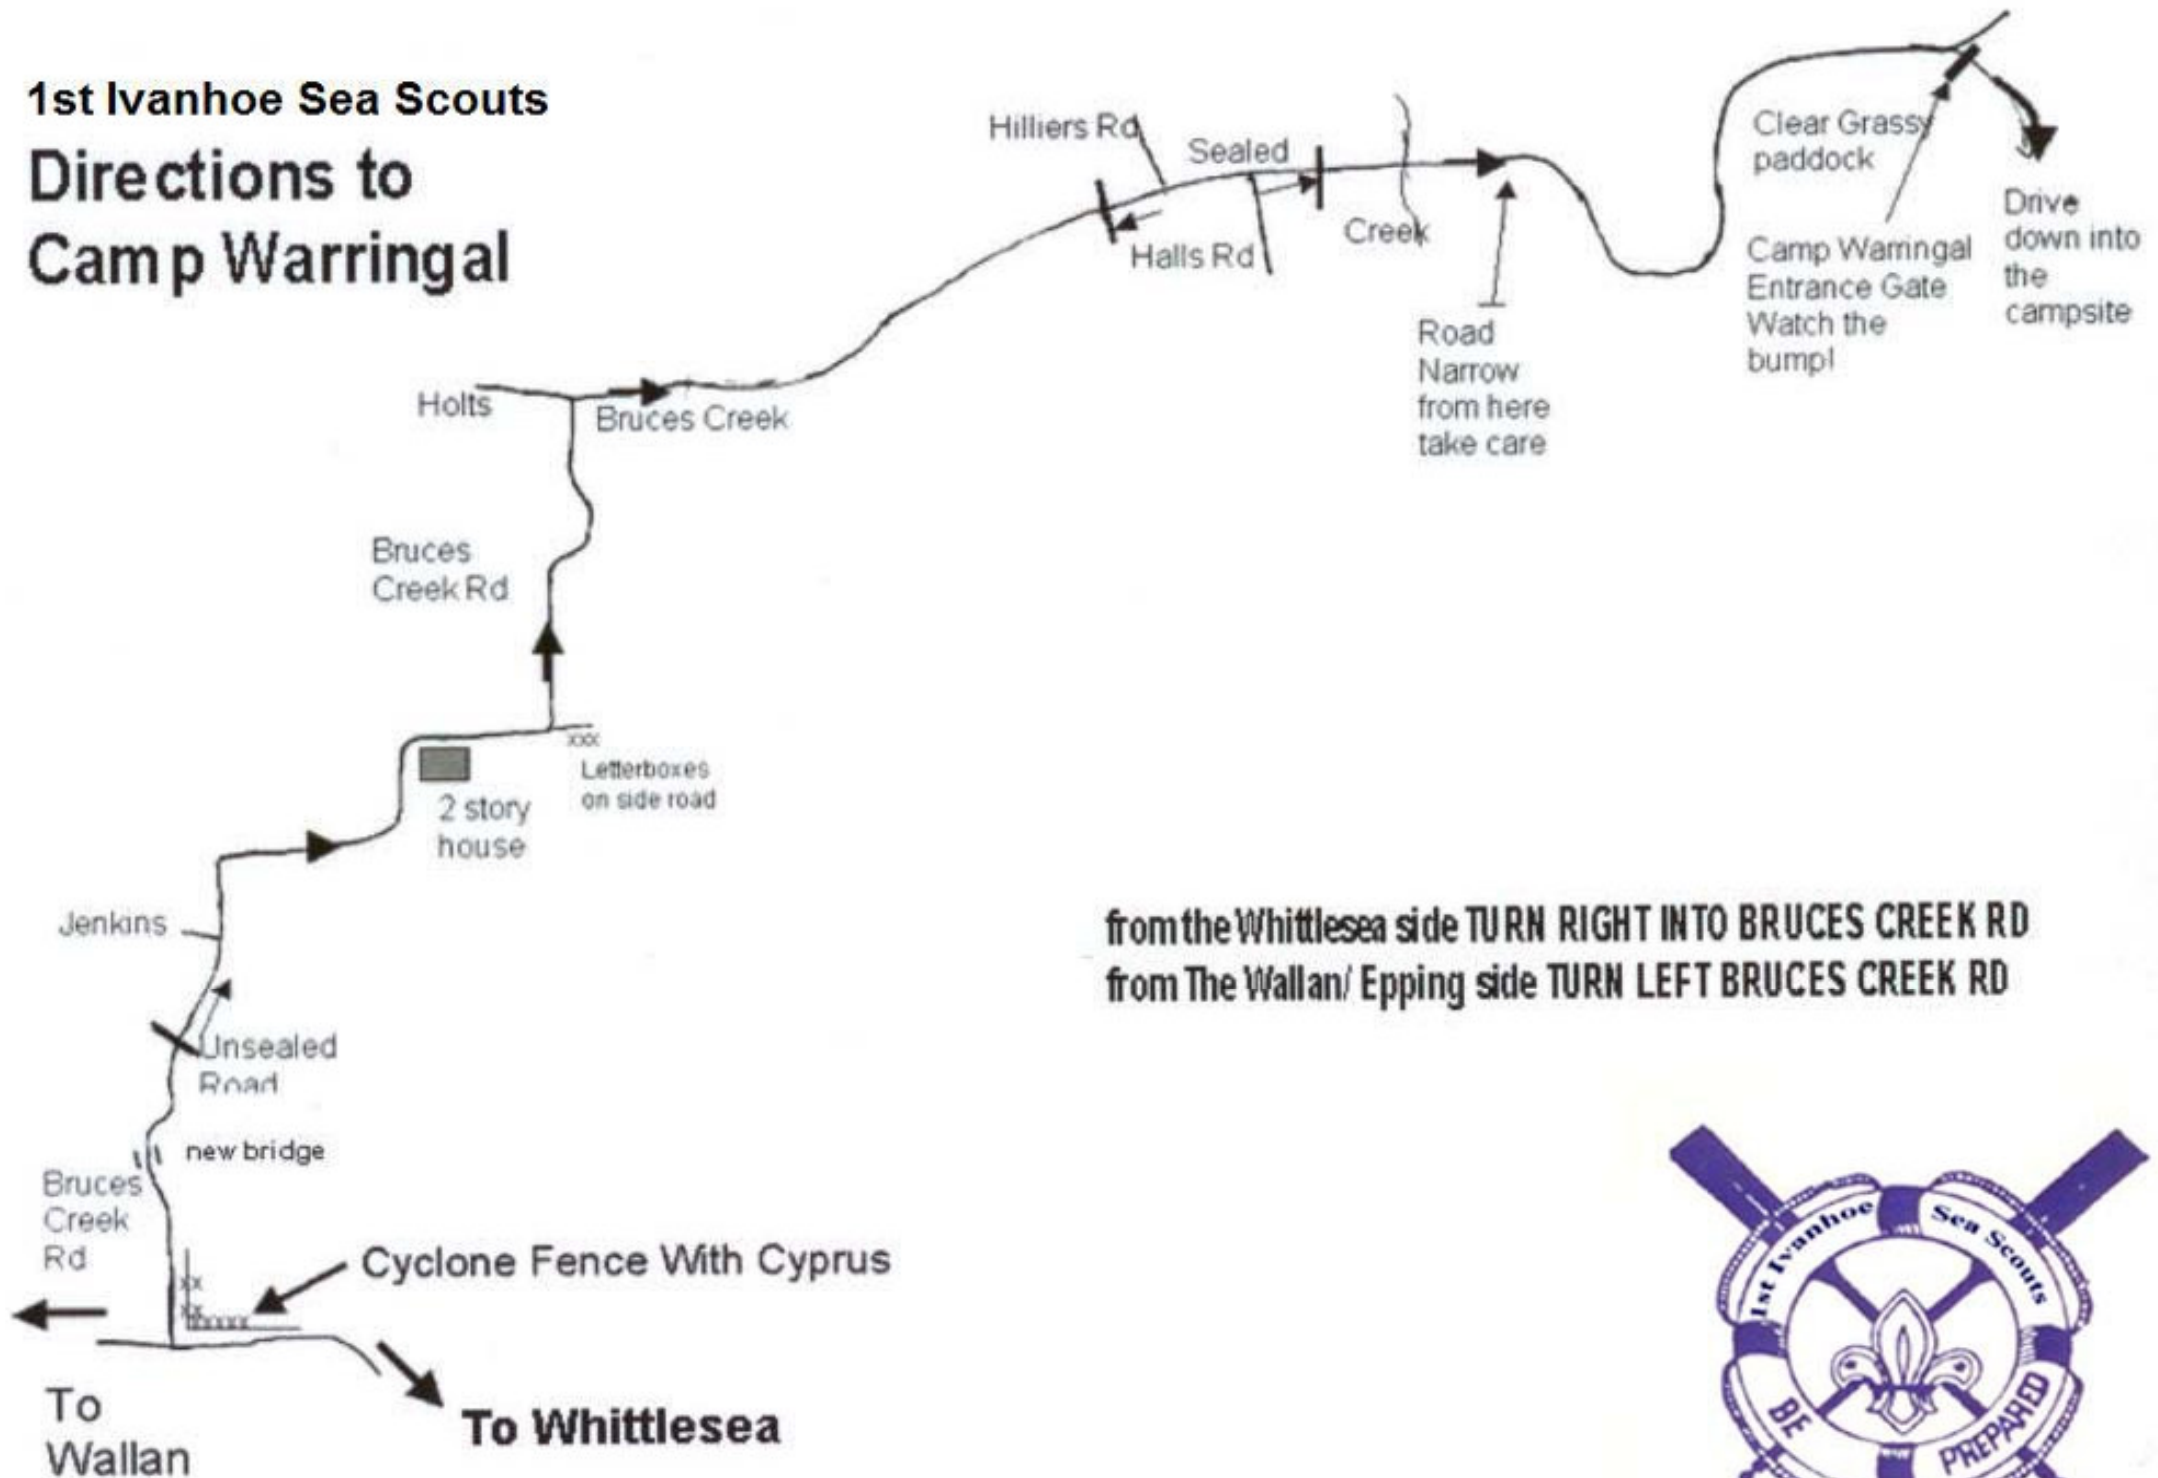 1st Ivanhoe Sea Scouts
Directions to
Camp Warringal
Hilliers Rd
Sealed
Halls Rd
Creek
Clear Grassy
paddock
Camp Warringal
Entrance Gate
Watch the
bump!
Drive
down into
the
campsite
Road
Narrow
from here
take care
Holts
Bruces Creek
Bruces
Creek Rd
xxx
Letterboxes
on side road
2 story
house
Jenkins
Unsealed
Road
new bridge
Bruces
Creek
Rd
Cyclone Fence With Cyprus
xx
xx
xxxxx
To
Wallan
To Whittlesea
from the Whittlesea side TURN RIGHT INTO BRUCES CREEK RD
from The Wallan/ Epping side TURN LEFT BRUCES CREEK RD
1st Ivanhoe Sea Scouts
BE PREPARED